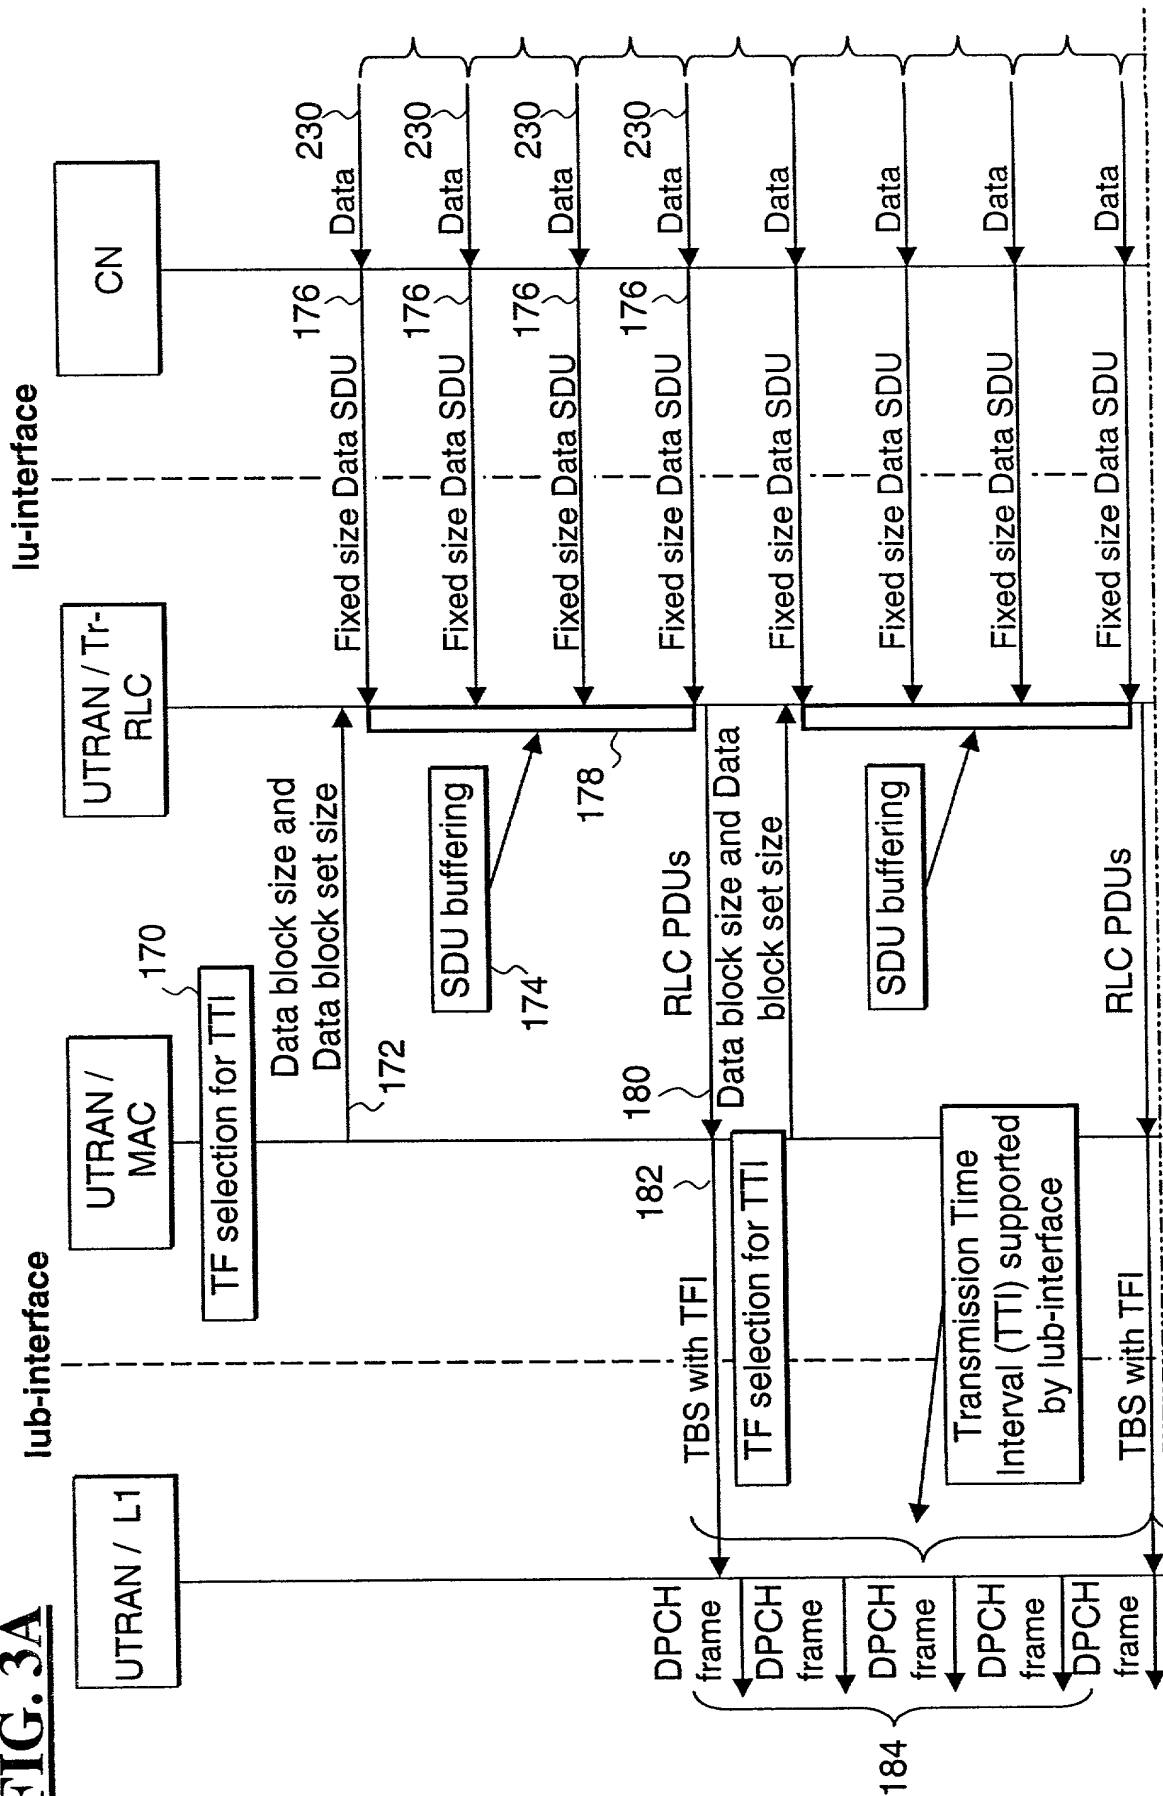 FIG. 3A
Iub-interface
Iu-interface
UTRAN / L1
UTRAN /
MAC
UTRAN / Tr-
RLC
CN
170
TF selection for TTI
Data block size and
Data block set size
172
Fixed size Data SDU
176
Data
230
Fixed size Data SDU
176
Data
230
SDU buffering
174
178
Fixed size Data SDU
176
Data
230
Fixed size Data SDU
176
Data
230
RLC PDUs
180
TBS with TFI
182
DPCH
frame
TF selection for TTI
Data block size and Data
block set size
Fixed size Data SDU
Data
DPCH
frame
Fixed size Data SDU
Data
SDU buffering
DPCH
frame
184
Transmission Time
Interval (TTI) supported
by Iub-interface
Fixed size Data SDU
Data
DPCH
frame
Fixed size Data SDU
Data
RLC PDUs
TBS with TFI
DPCH
frame